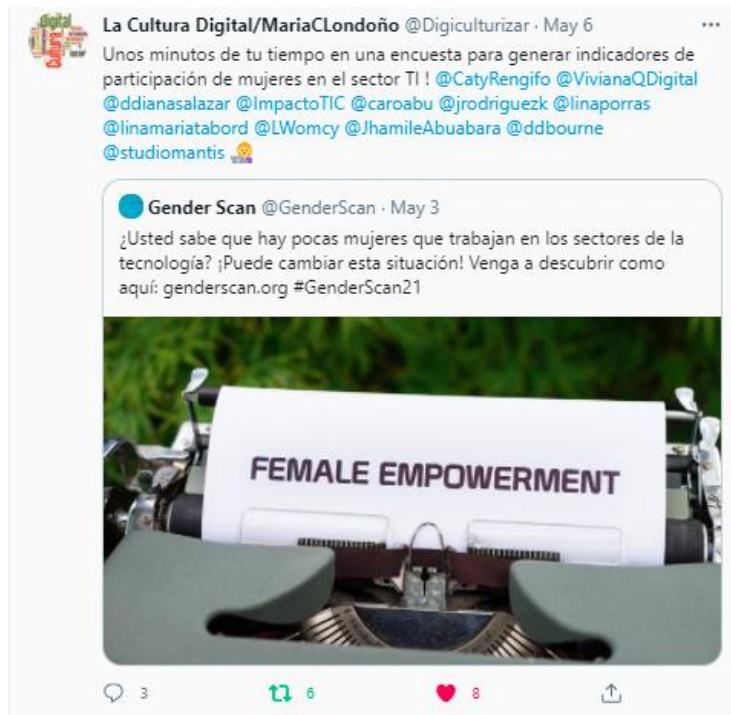 La Cultura Digital/MariaCLondoño @Digiculturizar · May 6
Unos minutos de tu tiempo en una encuesta para generar indicadores de
participación de mujeres en el sector TI ! @CatyRengifo @VivianaQDigital
@ddianasalazar @ImpactoTIC @caroabu @jrodriguezk @linaporras
@linamariatabord @LWomcy @JhamileAbuabara @ddbourne
@studiomantis
Gender Scan @GenderScan · May 3
¿Usted sabe que hay pocas mujeres que trabajan en los sectores de la
tecnología? ¡Puede cambiar esta situación! Venga a descubrir como
aquí: genderscan.org #GenderScan21
FEMALE EMPOWERMENT
3 6 8